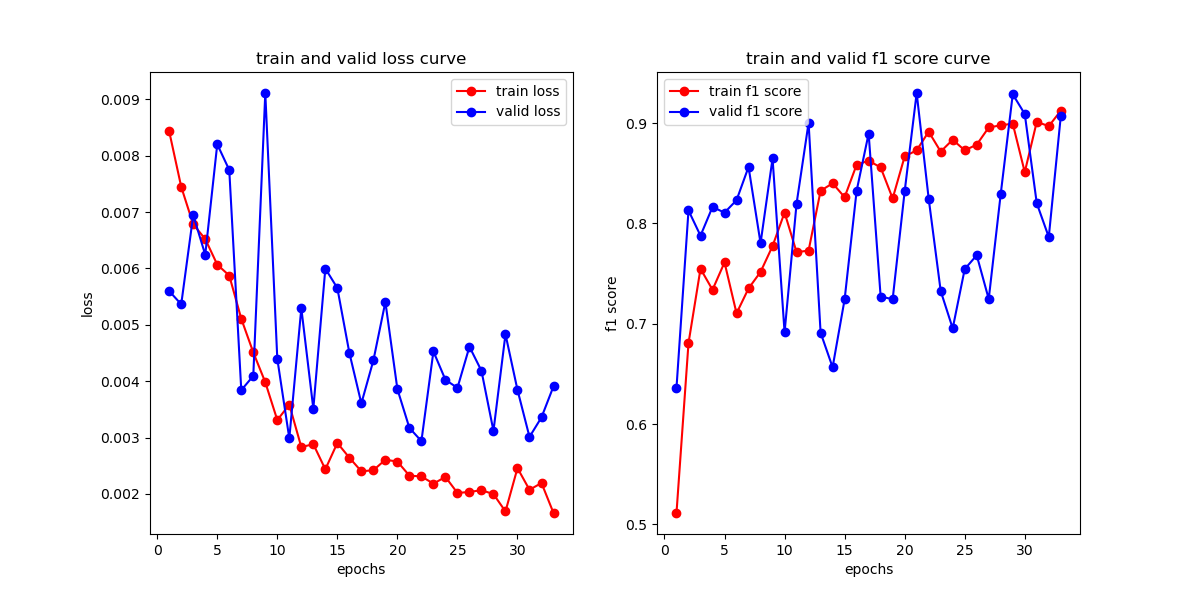 train and valid loss curve
train loss
valid loss
0.009
0.008
0.007
0.006
0.005
0.004
0.003
0.002
loss
0 5 10 15 20 25 30
epochs
train and valid f1 score curve
train f1 score
valid f1 score
0.9
0.8
0.7
0.6
0.5
f1 score
0 5 10 15 20 25 30
epochs